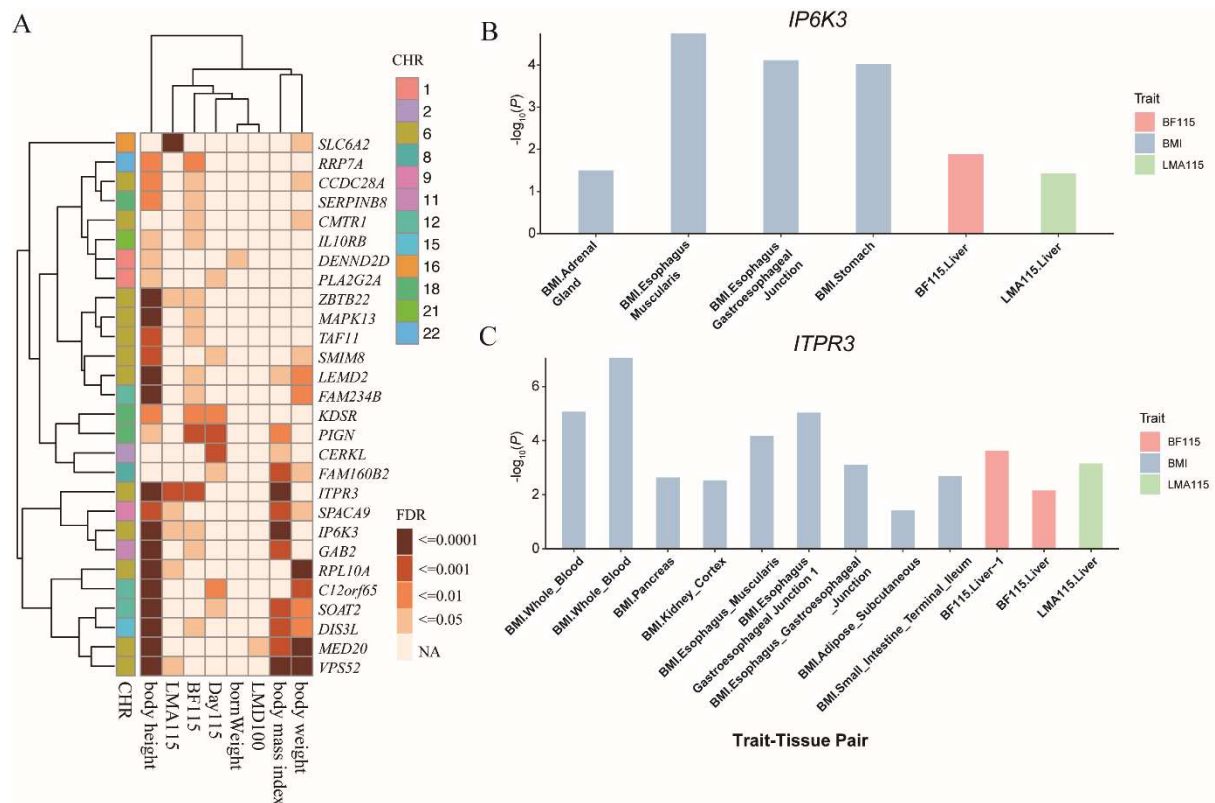 A
CHR
1
2
6
8
9
11
12
15
16
18
21
22
SLC6A2
RRP7A
CCDC28A
SERPINB8
CMTR1
IL10RB
DENND2D
PLA2G2A
ZBTB22
MAPK13
TAF11
SMIM8
LEMD2
FAM234B
KDSR
PIGN
CERKL
FAM160B2
ITPR3
SPACA9
IP6K3
GAB2
RPL10A
C12orf65
SOAT2
DIS3L
MED20
VPS52
FDR
<=0.0001
<=0.001
<=0.01
<=0.05
NA
CHR
body height
LMA115
BF115
Day115
bornWeight
LMD100
body mass index
body weight
B
IP6K3
-log10(P)
4
3
2
1
0
BMI.Adrenal
Gland
BMI.Esophagus
Muscularis
BMI.Esophagus
Gastroesophageal
Junction
BMI.Stomach
BF115.Liver
LMA115.Liver
Trait
BF115
BMI
LMA115
C
ITPR3
-log10(P)
6
4
2
0
BMI.Whole_Blood
BMI.Whole_Blood
BMI.Pancreas
BMI.Kidney_Cortex
BMI.Esophagus_Muscularis
BMI.Esophagus
Gastroesophageal Junction 1
BMI.Esophagus_Gastroesophageal
_Junction
BMI.Adipose_Subcutaneous
BMI.Small_Intestine_Terminal_Ileum
BF115.Liver-1
BF115.Liver
LMA115.Liver
Trait
BF115
BMI
LMA115
Trait-Tissue Pair